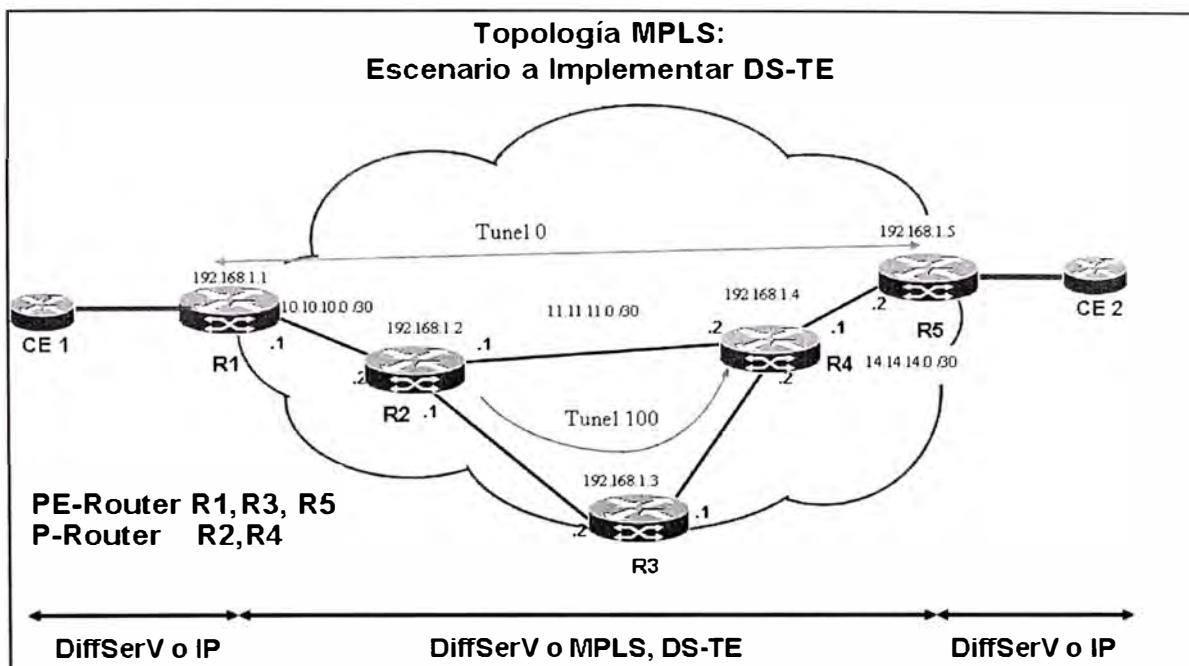 Topología MPLS:
Escenario a Implementar DS-TE
Tunel 0
192.168.1.5
192.168.1.1
CE 1
R1
.1
10.10.10.0 /30
192.168.1.2
.2
R2
.1
.1
11.11.11.0 /30
192.168.1.4
.2
.1
R4
.2
.2
R5
14.14.14.0 /30
CE 2
Tunel 100
192.168.1.3
.2
.1
R3
PE-Router R1, R3, R5
P-Router R2, R4
DiffSerV o IP
DiffSerV o MPLS, DS-TE
DiffSerV o IP